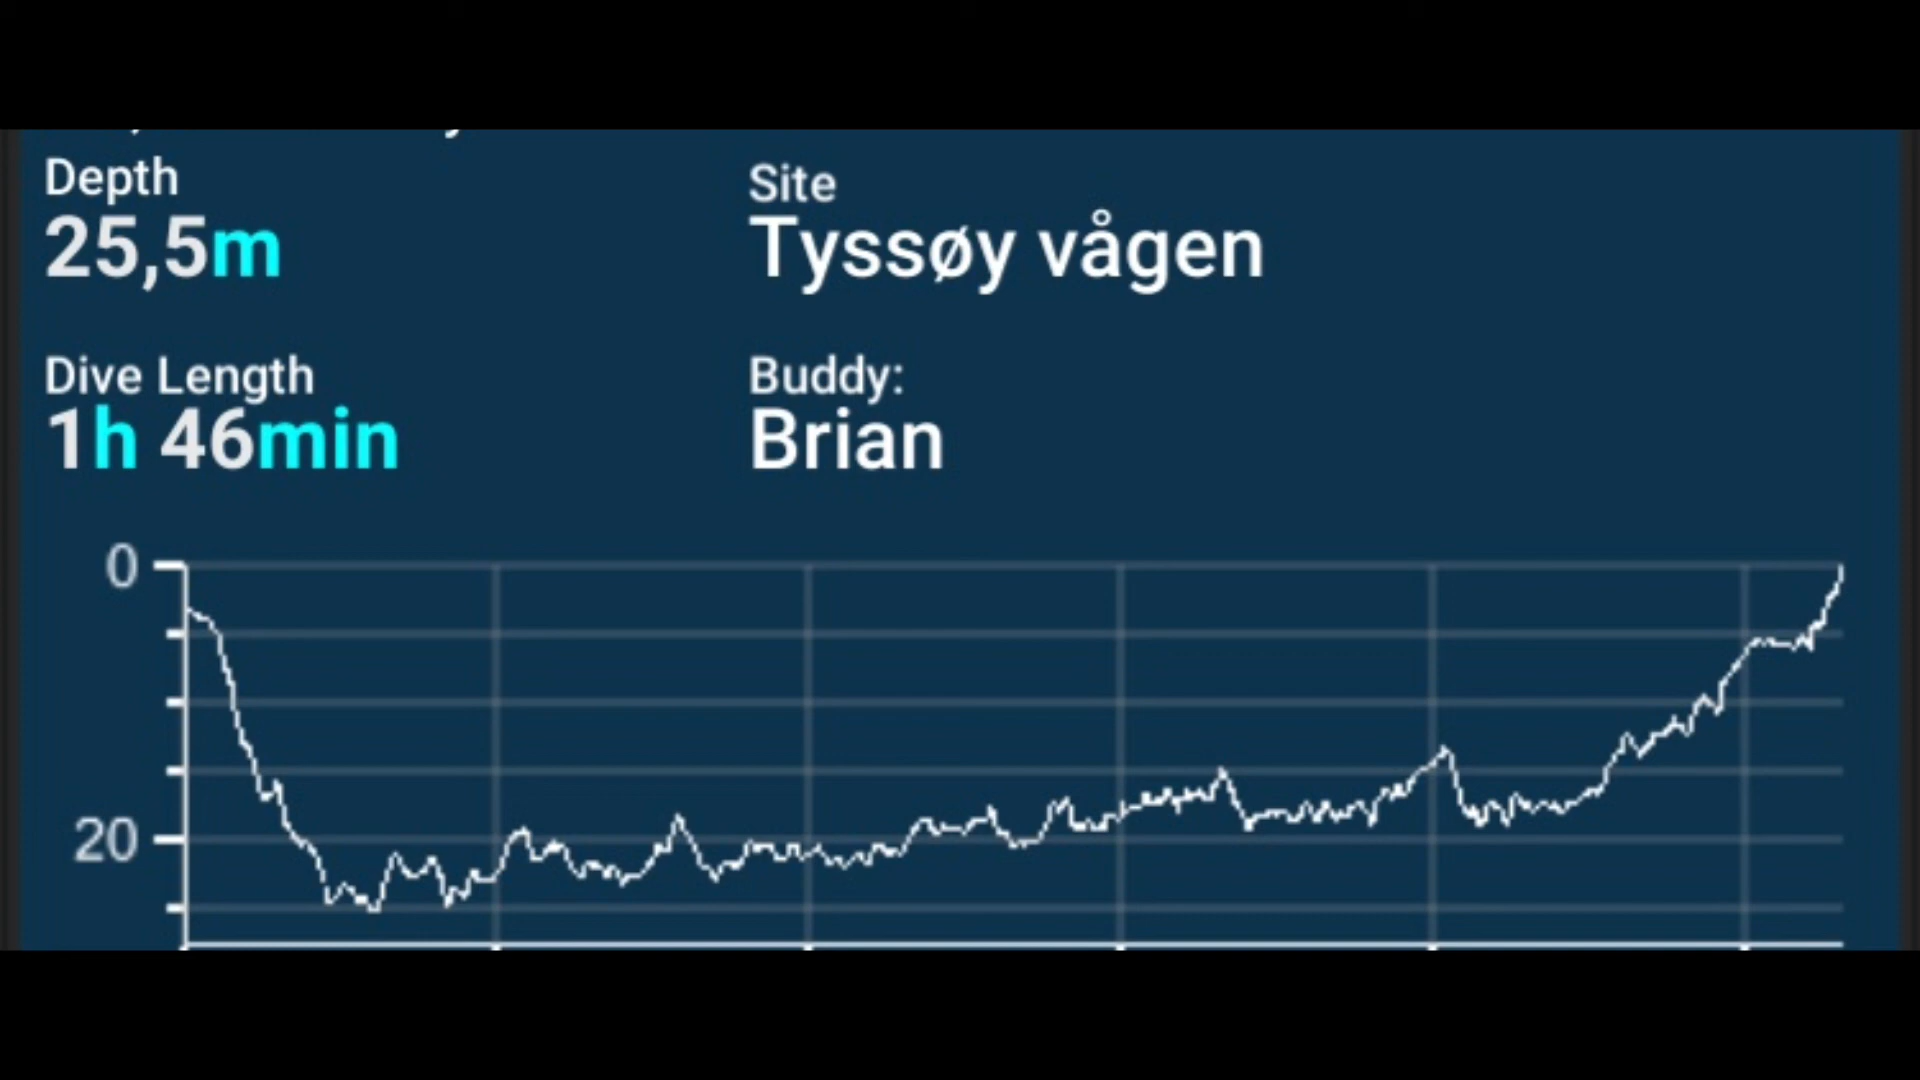 Depth
25,5m
Site
Tyssøy vågen
Dive Length
1h 46min
Buddy:
Brian
0
20